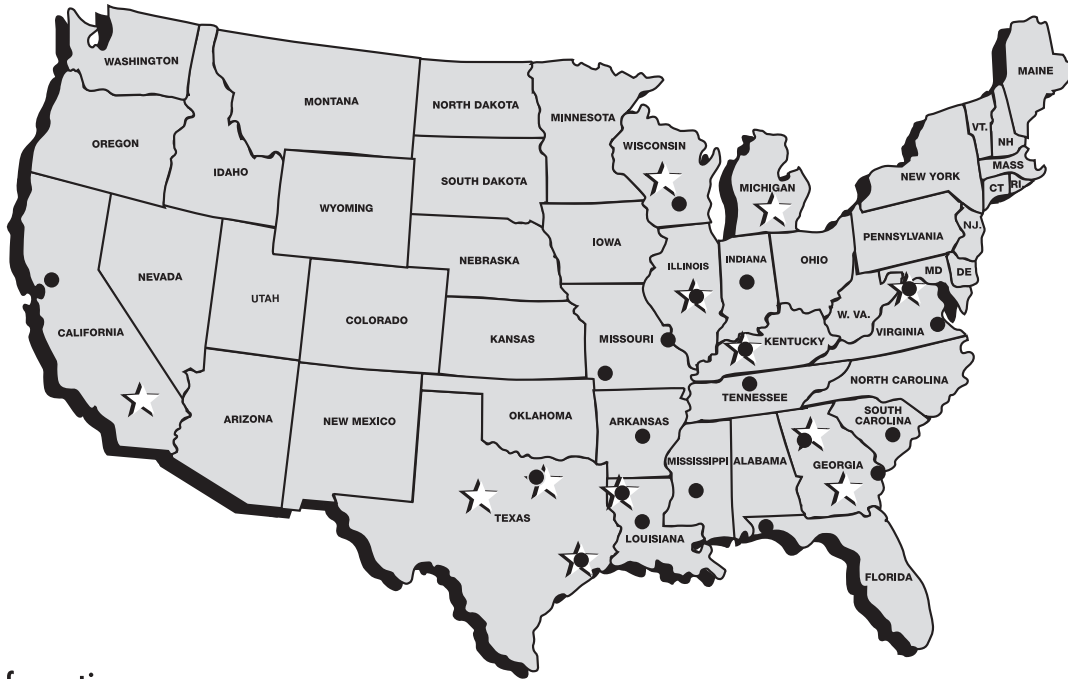 WASHINGTON
MONTANA
NORTH DAKOTA
MINNESOTA
MAINE
OREGON
IDAHO
WISCONSIN
VT.
NH
MASS
SOUTH DAKOTA
MICHIGAN
NEW YORK
CT
RI.
WYOMING
IOWA
PENNSYLVANIA
NJ.
NEVADA
NEBRASKA
ILLINOIS
INDIANA
OHIO
MD
DE
UTAH
COLORADO
CALIFORNIA
KANSAS
MISSOURI
KENTUCKY
W. VA.
VIRGINIA
ARIZONA
NEW MEXICO
OKLAHOMA
ARKANSAS
TENNESSEE
NORTH CAROLINA
SOUTH
CAROLINA
MISSISSIPPI
ALABAMA
GEORGIA
TEXAS
LOUISIANA
FLORIDA